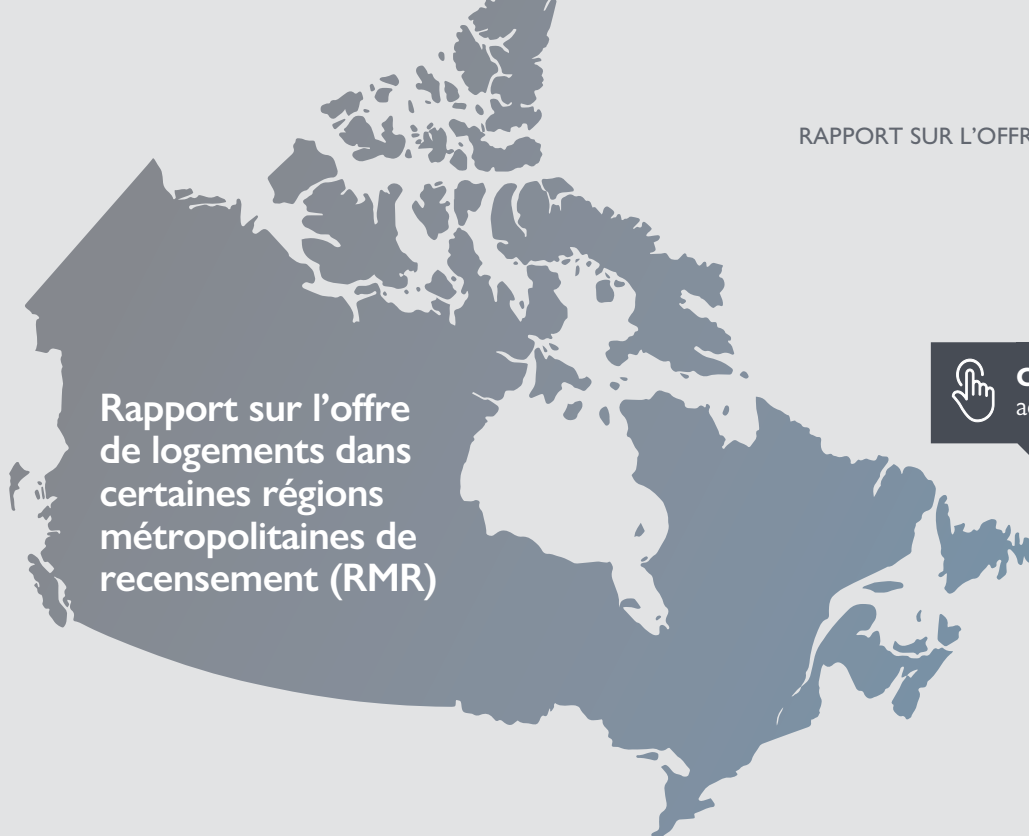 RAPPORT SUR L’OFFR
Rapport sur l’offre
de logements dans
certaines régions
métropolitaines de
recensement (RMR)